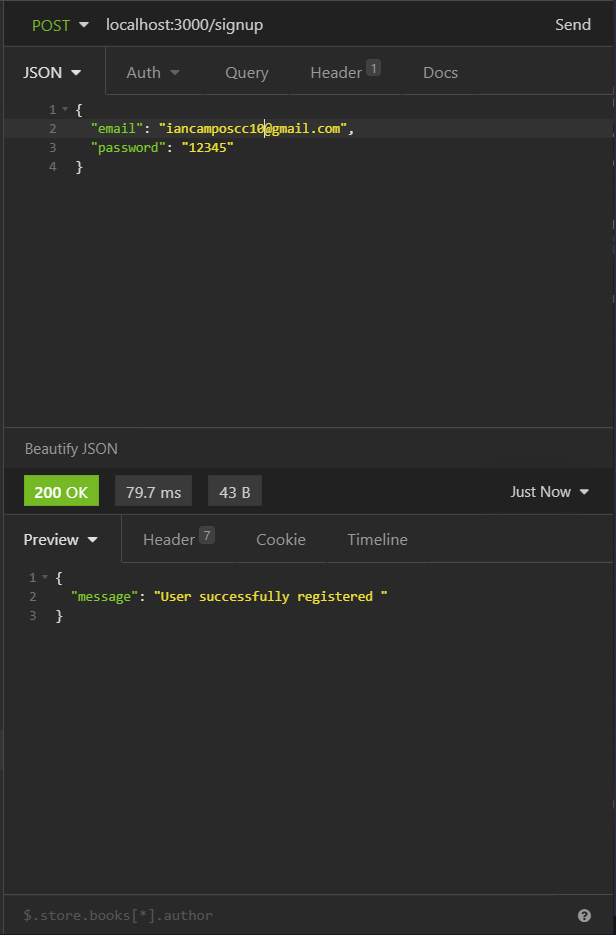 POST localhost:3000/signup Send
JSON Auth Query Header 1 Docs
1 {
2 "email": "iancamposcc10@gmail.com",
3 "password": "12345"
4 }
Beautify JSON
200 OK 79.7 ms 43 B Just Now
Preview Header 7 Cookie Timeline
1 {
2 "message": "User successfully registered "
3 }
$.store.books[*].author ?